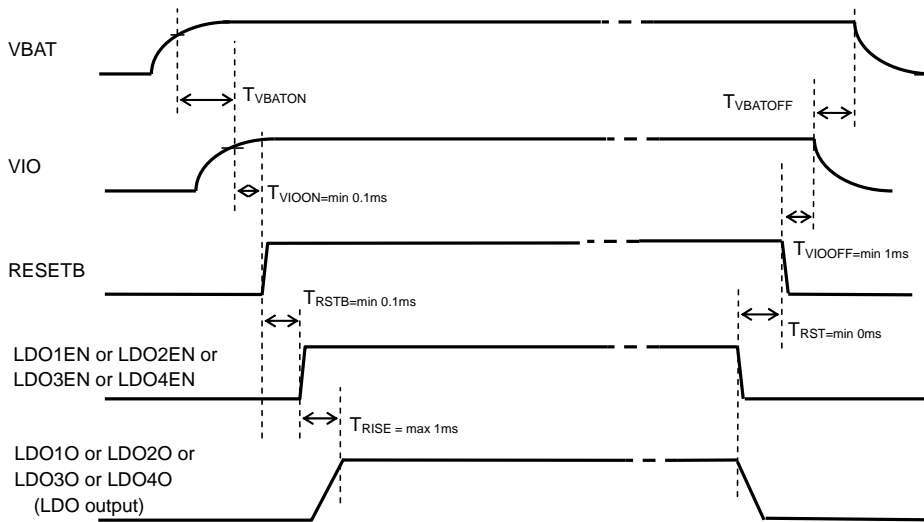 VBAT
TVBATON
TVBATOFF
VIO
TVIOON=min 0.1ms
TVIOOFF=min 1ms
RESETB
TRSTB=min 0.1ms
TRST=min 0ms
LDO1EN or LDO2EN or
LDO3EN or LDO4EN
TRISE = max 1ms
LDO1O or LDO2O or
LDO3O or LDO4O
(LDO output)